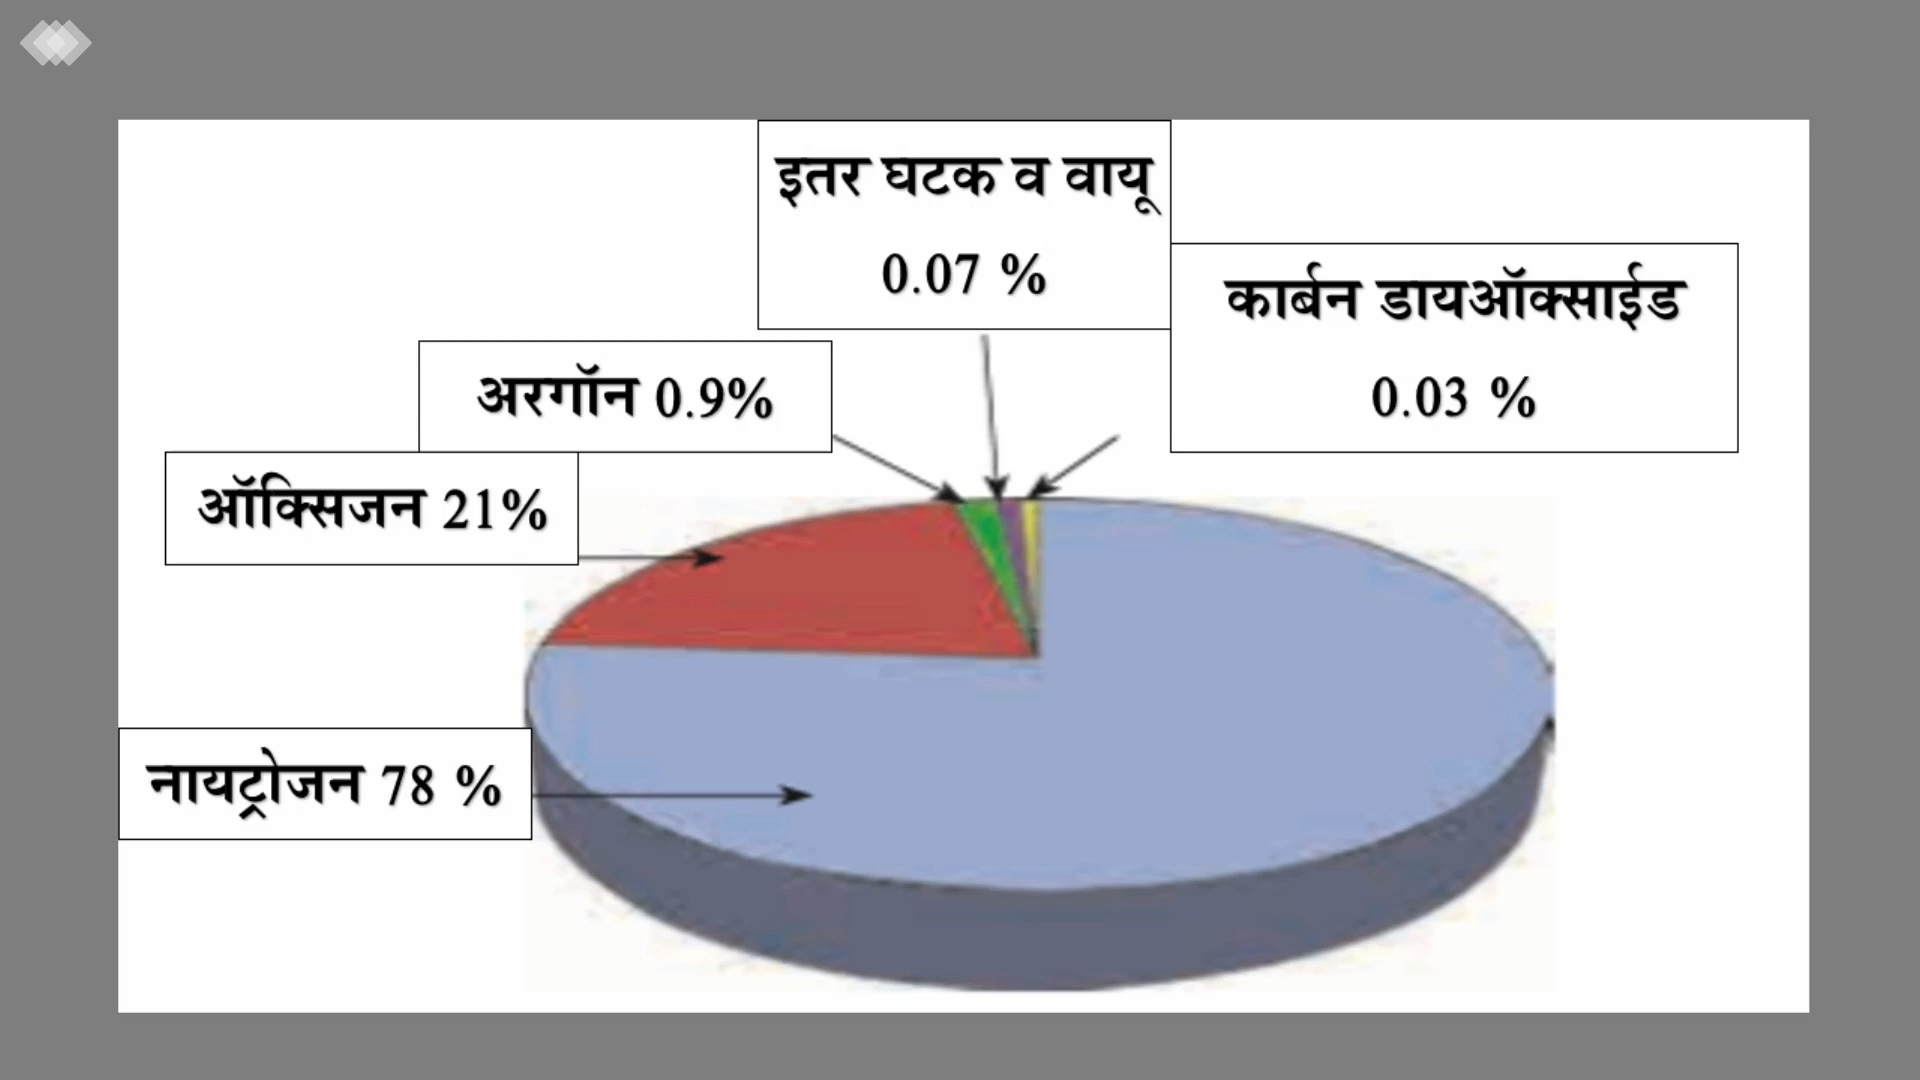 इतर घटक व वायू
0.07 %
कार्बन डायऑक्साईड
0.03 %
अरगॉन 0.9%
ऑक्सिजन 21%
नायट्रोजन 78 %